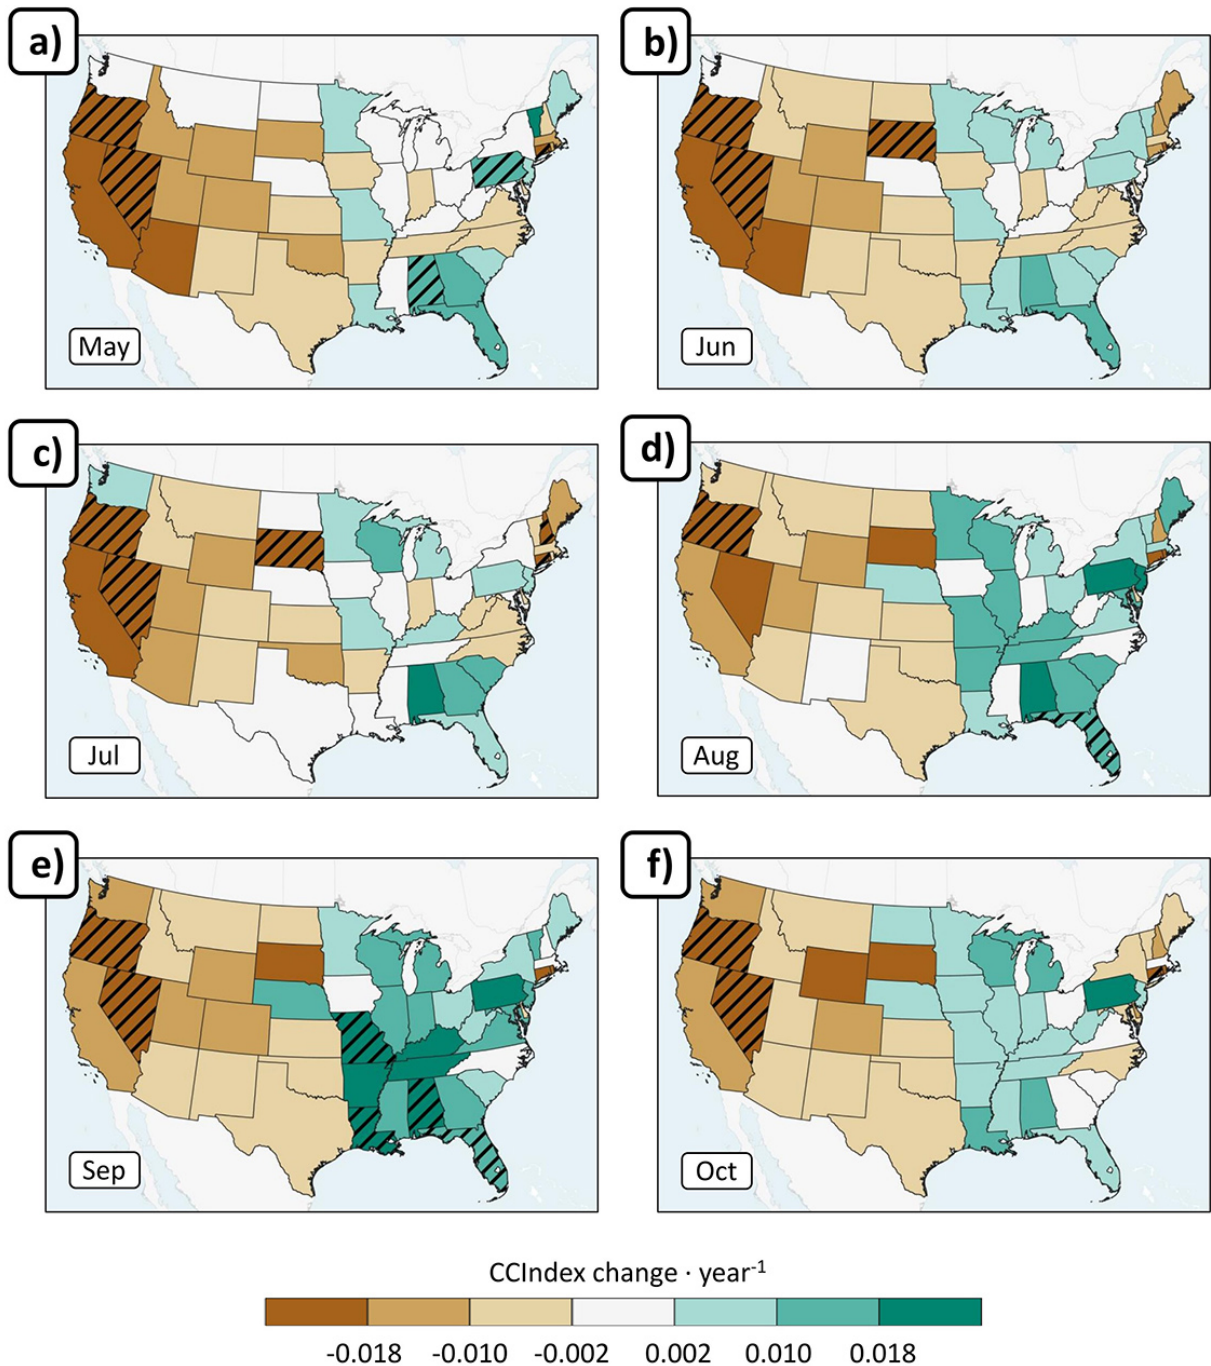 a)
b)
May
Jun
c)
d)
Jul
Aug
e)
f)
Sep
Oct
CCIndex change · year⁻¹
-0.018 -0.010 -0.002 0.002 0.010 0.018